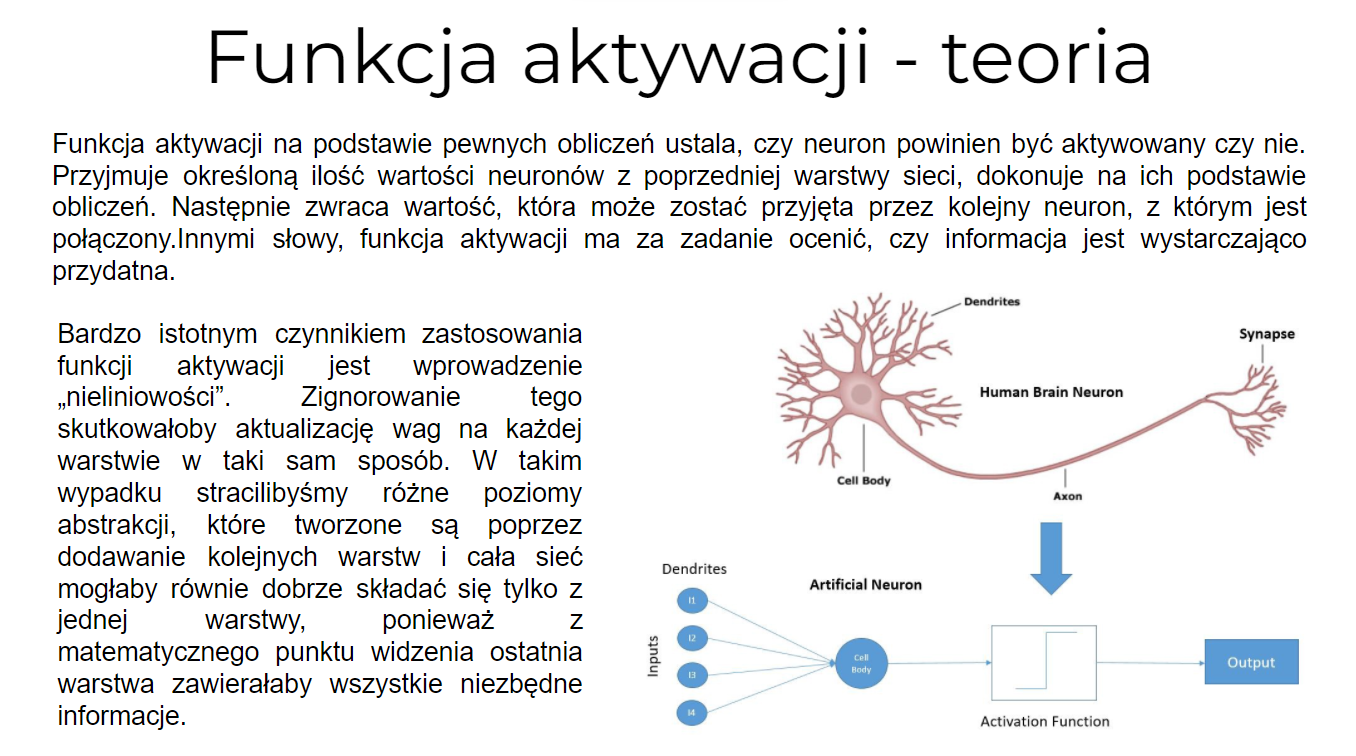 Funkcja aktywacji - teoria
Funkcja aktywacji na podstawie pewnych obliczeń ustala, czy neuron powinien być aktywowany czy nie.
Przyjmuje określoną ilość wartości neuronów z poprzedniej warstwy sieci, dokonuje na ich podstawie
obliczeń. Następnie zwraca wartość, która może zostać przyjęta przez kolejny neuron, z którym jest
połączony.Innymi słowy, funkcja aktywacji ma za zadanie ocenić, czy informacja jest wystarczająco
przydatna.
Bardzo istotnym czynnikiem zastosowania
funkcji aktywacji jest wprowadzenie
„nieliniowości”. Zignorowanie tego
skutkowałoby aktualizację wag na każdej
warstwie w taki sam sposób. W takim
wypadku stracilibyśmy różne poziomy
abstrakcji, które tworzone są poprzez
dodawanie kolejnych warstw i cała sieć
mogłaby równie dobrze składać się tylko z
jednej warstwy, ponieważ z
matematycznego punktu widzenia ostatnia
warstwa zawierałaby wszystkie niezbędne
informacje.
Dendrites
Synapse
Human Brain Neuron
Cell Body
Axon
Dendrites
Artificial Neuron
Inputs
I1
I2
I3
I4
Cell
Body
Activation Function
Output